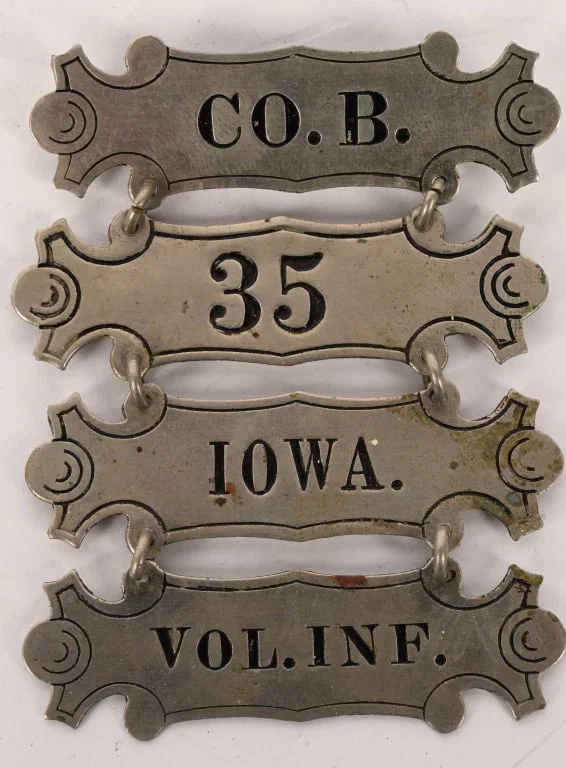 CO. B.
35
IOWA.
VOL. INF.